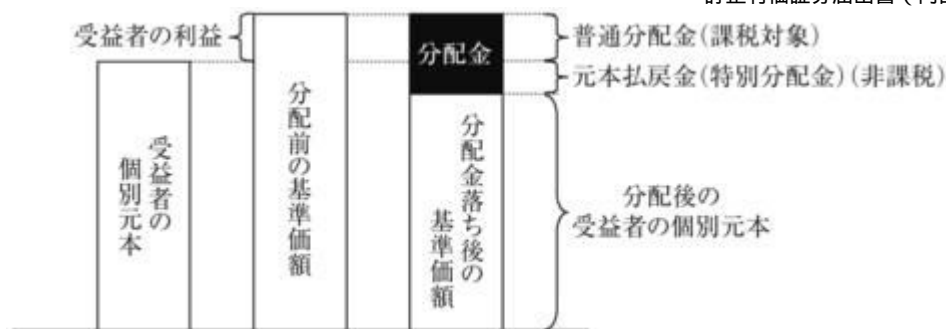 受益者の利益
普通分配金(課税対象)
分配金
元本払戻金(特別分配金)(非課税)
受益者の
個別元本
分配前の基準価額
分配金落ち後の
基準価額
分配後の
受益者の個別元本